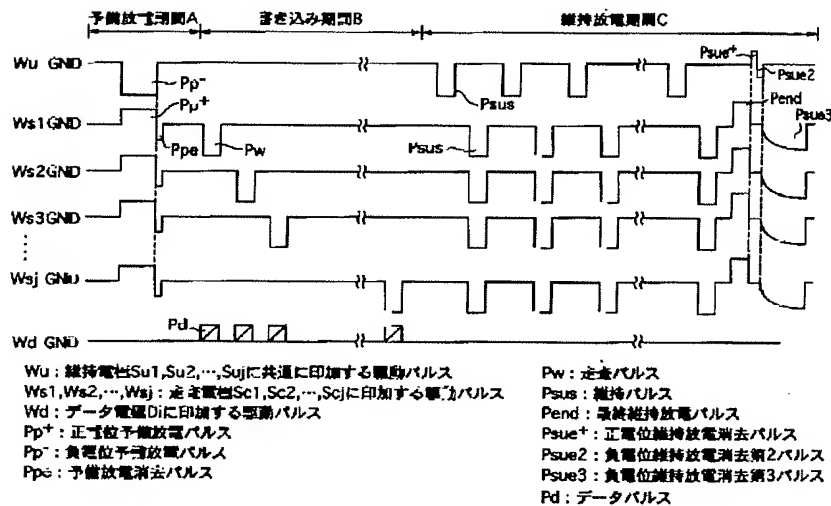 予備放電期間A 書き込み期間B 維持放電期間C
Wu GND Pp- Psus Psue+ Psue2
Pp+ Pend
Ws1 GND Ppe Pw Psus Psue3
Ws2 GND
Ws3 GND
⋮
Wsj GND
Pd
Wd GND
Wu：維持電極Su1,Su2,…,Sujに共通に印加する駆動パルス
Ws1,Ws2,…,Wsj：走査電極Sc1,Sc2,…,Scjに印加する駆動パルス
Wd：データ電極Diに印加する駆動パルス
Pp+：正電位予備放電パルス
Pp-：負電位予備放電パルス
Ppe：予備放電消去パルス
Pw：走査パルス
Psus：維持パルス
Pend：最終維持放電パルス
Psue+：正電位維持放電消去パルス
Psue2：負電位維持放電消去第2パルス
Psue3：負電位維持放電消去第3パルス
Pd：データパルス